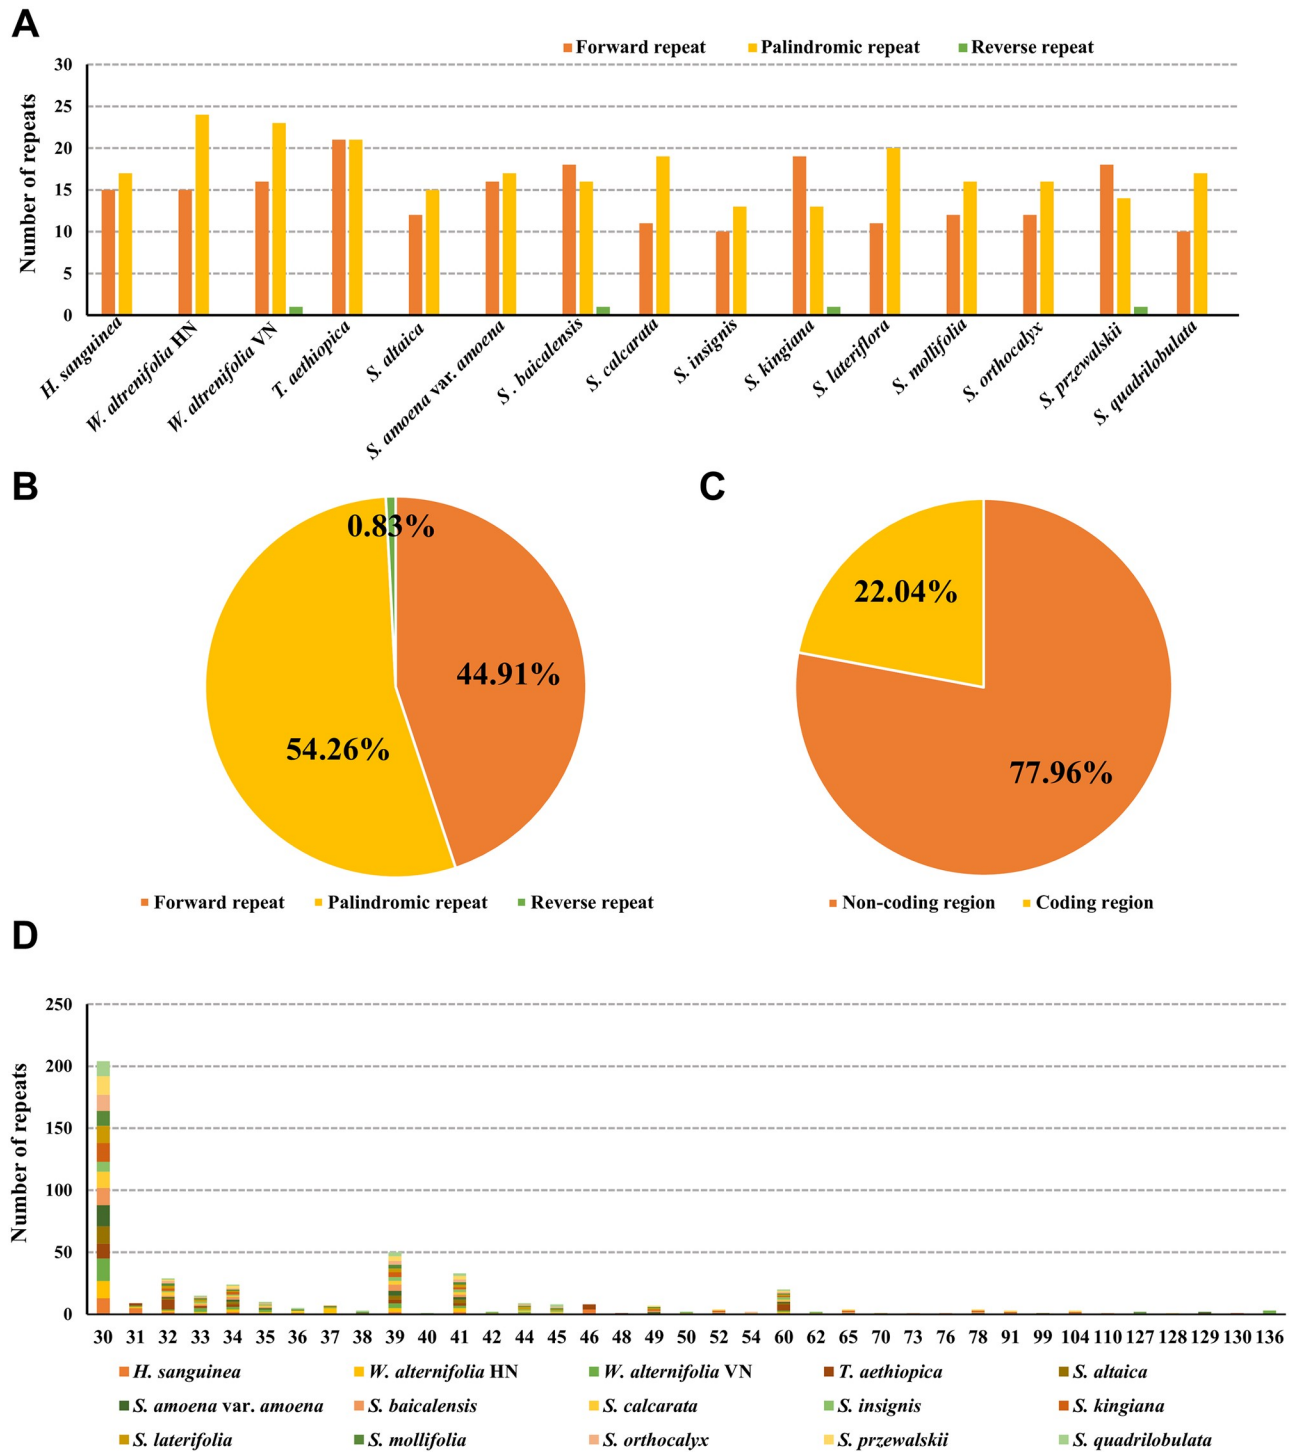 A
Forward repeat Palindromic repeat Reverse repeat
Number of repeats
30
25
20
15
10
5
0
H. sanguinea
W. altrenifolia HN
W. altrenifolia VN
T. aethiopica
S. altaica
S. amoena var. amoena
S . baicalensis
S. calcarata
S. insignis
S. kingiana
S. lateriflora
S. mollifolia
S. orthocalyx
S. przewalskii
S. quadrilobulata
B
0.83%
44.91%
54.26%
Forward repeat Palindromic repeat Reverse repeat
C
22.04%
77.96%
Non-coding region Coding region
D
Number of repeats
250
200
150
100
50
0
30 31 32 33 34 35 36 37 38 39 40 41 42 44 45 46 48 49 50 52 54 60 62 65 70 73 76 78 91 99 104 110 127 128 129 130 136
H. sanguinea W. alternifolia HN W. alternifolia VN T. aethiopica S. altaica
S. amoena var. amoena S. baicalensis S. calcarata S. insignis S. kingiana
S. laterifolia S. mollifolia S. orthocalyx S. przewalskii S. quadrilobulata